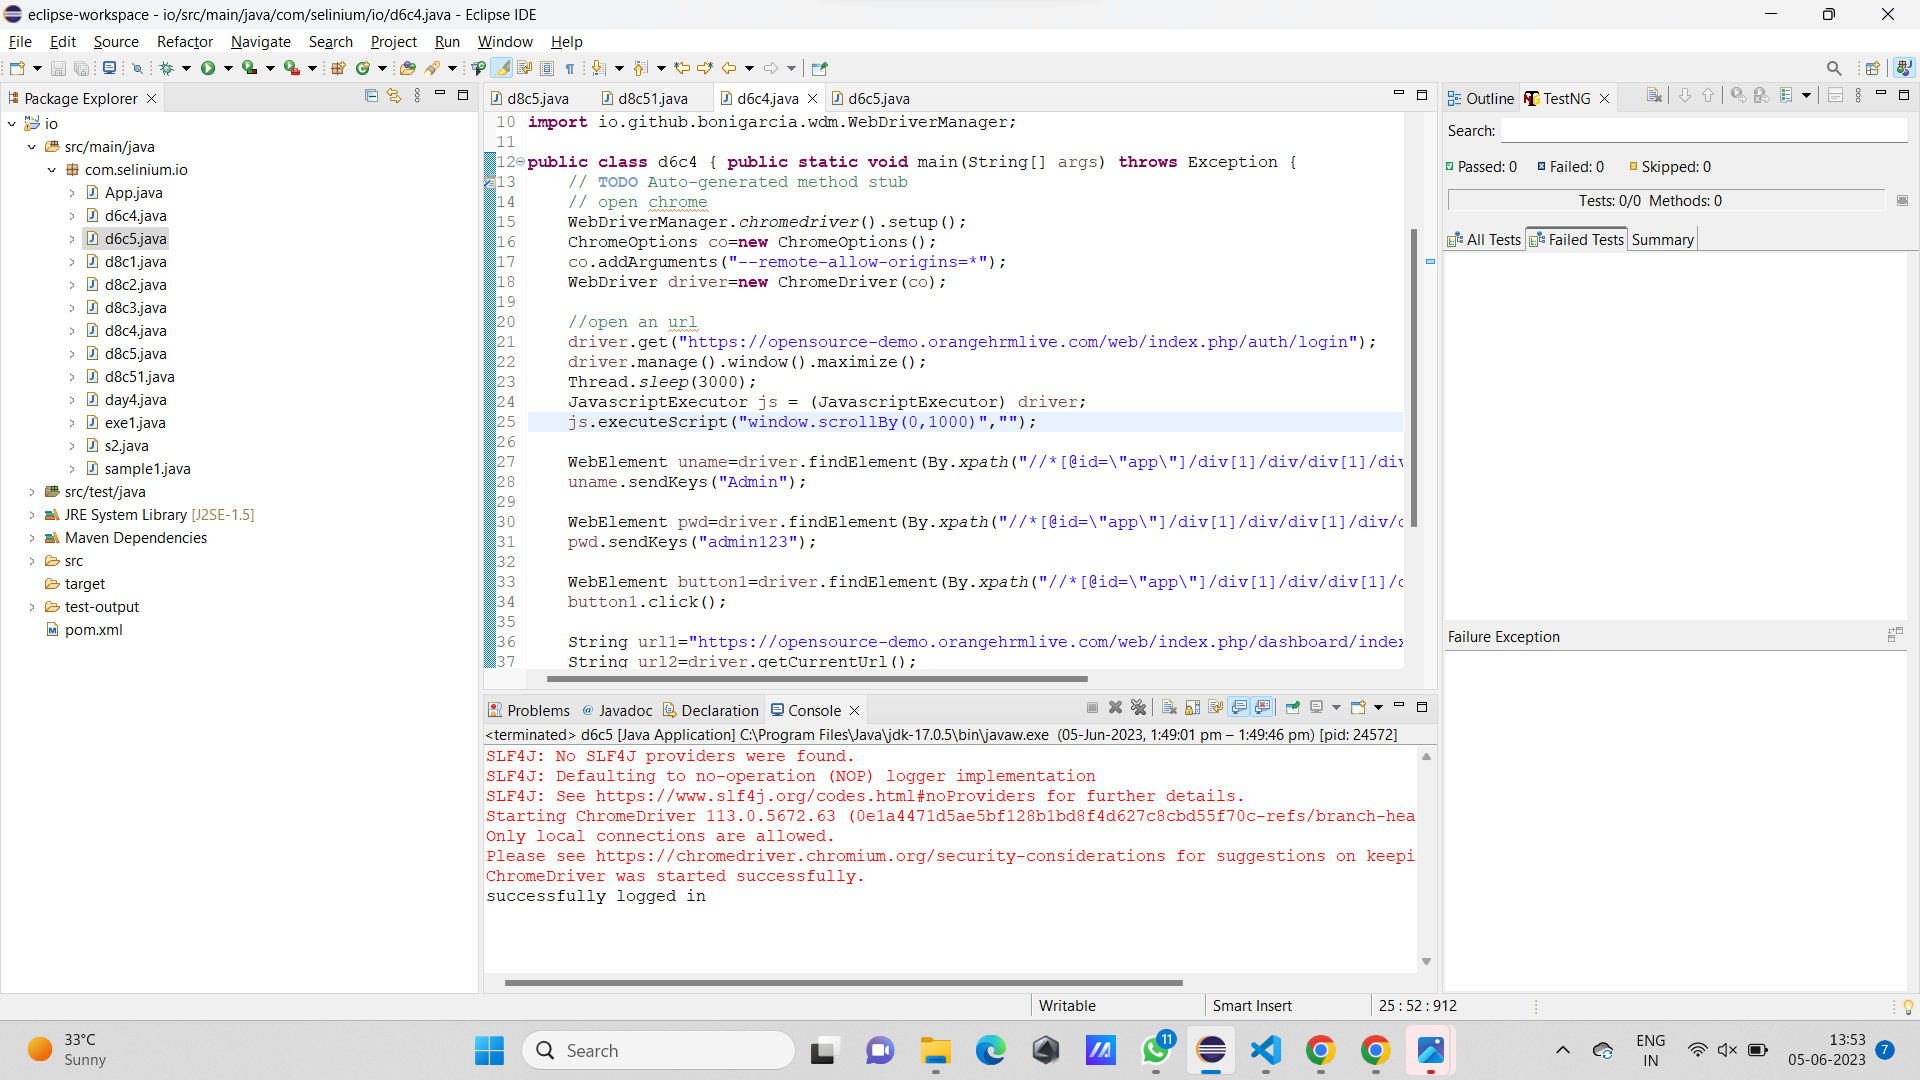 eclipse-workspace - io/src/main/java/com/selinium/io/d6c4.java - Eclipse IDE
File Edit Source Refactor Navigate Search Project Run Window Help
Package Explorer
io
src/main/java
com.selinium.io
App.java
d6c4.java
d6c5.java
d8c1.java
d8c2.java
d8c3.java
d8c4.java
d8c5.java
d8c51.java
day4.java
exe1.java
s2.java
sample1.java
src/test/java
JRE System Library [J2SE-1.5]
Maven Dependencies
src
target
test-output
pom.xml
d8c5.java d8c51.java d6c4.java d6c5.java
10 import io.github.bonigarcia.wdm.WebDriverManager;
11
12 public class d6c4 { public static void main(String[] args) throws Exception {
13 // TODO Auto-generated method stub
14 // open chrome
15 WebDriverManager.chromedriver().setup();
16 ChromeOptions co=new ChromeOptions();
17 co.addArguments("--remote-allow-origins=*");
18 WebDriver driver=new ChromeDriver(co);
19
20 //open an url
21 driver.get("https://opensource-demo.orangehrmlive.com/web/index.php/auth/login");
22 driver.manage().window().maximize();
23 Thread.sleep(3000);
24 JavascriptExecutor js = (JavascriptExecutor) driver;
25 js.executeScript("window.scrollBy(0,1000)","");
26
27 WebElement uname=driver.findElement(By.xpath("//*[@id=\"app\"]/div[1]/div/div[1]/div
28 uname.sendKeys("Admin");
29
30 WebElement pwd=driver.findElement(By.xpath("//*[@id=\"app\"]/div[1]/div/div[1]/div/
31 pwd.sendKeys("admin123");
32
33 WebElement button1=driver.findElement(By.xpath("//*[@id=\"app\"]/div[1]/div/div[1]/
34 button1.click();
35
36 String url1="https://opensource-demo.orangehrmlive.com/web/index.php/dashboard/index
37 String url2=driver.getCurrentUrl();
Problems Javadoc Declaration Console
<terminated> d6c5 [Java Application] C:\Program Files\Java\jdk-17.0.5\bin\javaw.exe (05-Jun-2023, 1:49:01 pm – 1:49:46 pm) [pid: 24572]
SLF4J: No SLF4J providers were found.
SLF4J: Defaulting to no-operation (NOP) logger implementation
SLF4J: See https://www.slf4j.org/codes.html#noProviders for further details.
Starting ChromeDriver 113.0.5672.63 (0e1a4471d5ae5bf128b1bd8f4d627c8cbd55f70c-refs/branch-hea
Only local connections are allowed.
Please see https://chromedriver.chromium.org/security-considerations for suggestions on keepi
ChromeDriver was started successfully.
successfully logged in
Outline TestNG
Search:
Passed: 0 Failed: 0 Skipped: 0
Tests: 0/0 Methods: 0
All Tests Failed Tests Summary
Failure Exception
Writable Smart Insert 25 : 52 : 912
33°C
Sunny
Search
11
ENG
IN
13:53
05-06-2023
7